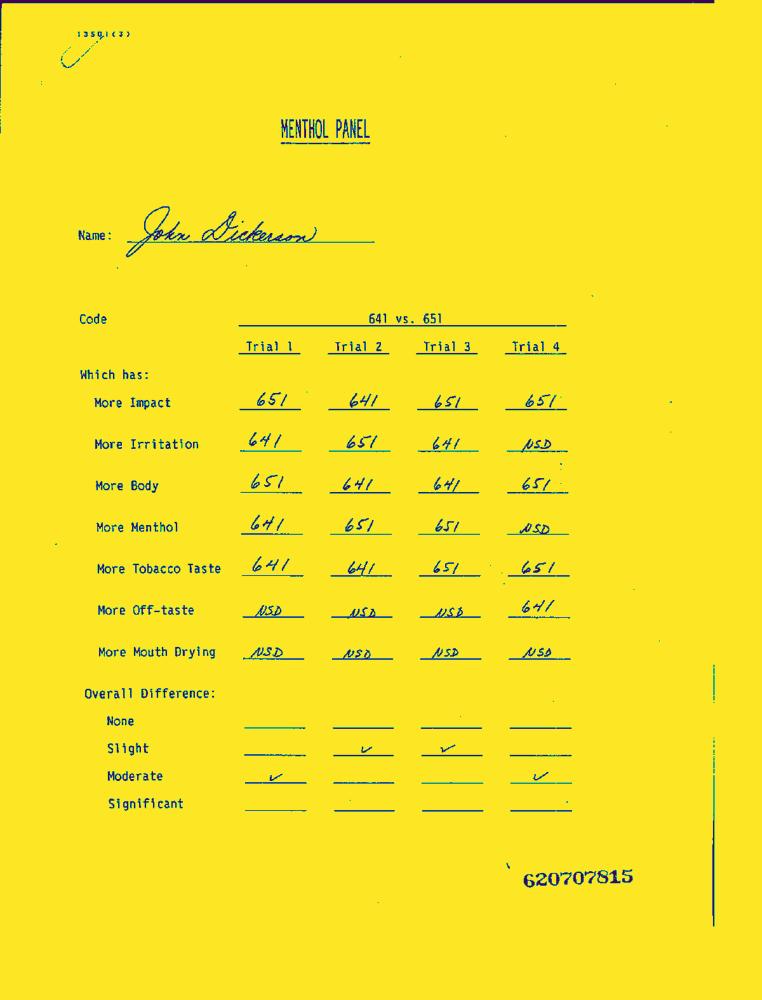 13501(3)
MENTHOL PANEL
Name: John Dickerson
Code 641 vs. 651
Trial 1 Trial 2 Trial 3 Trial 4
Which has:
More Impact 651 641 651 651
More Irritation 641 651 641 NSD
More Body 651 641 641 651
More Menthol 641 651 651 NSD
More Tobacco Taste 641 641 651 651
More Off-taste NSD NSD NSD 641
More Mouth Drying NSD NSD NSD NSD
Overall Difference:
None
Slight ✓ ✓
Moderate ✓ ✓
Significant
620707815